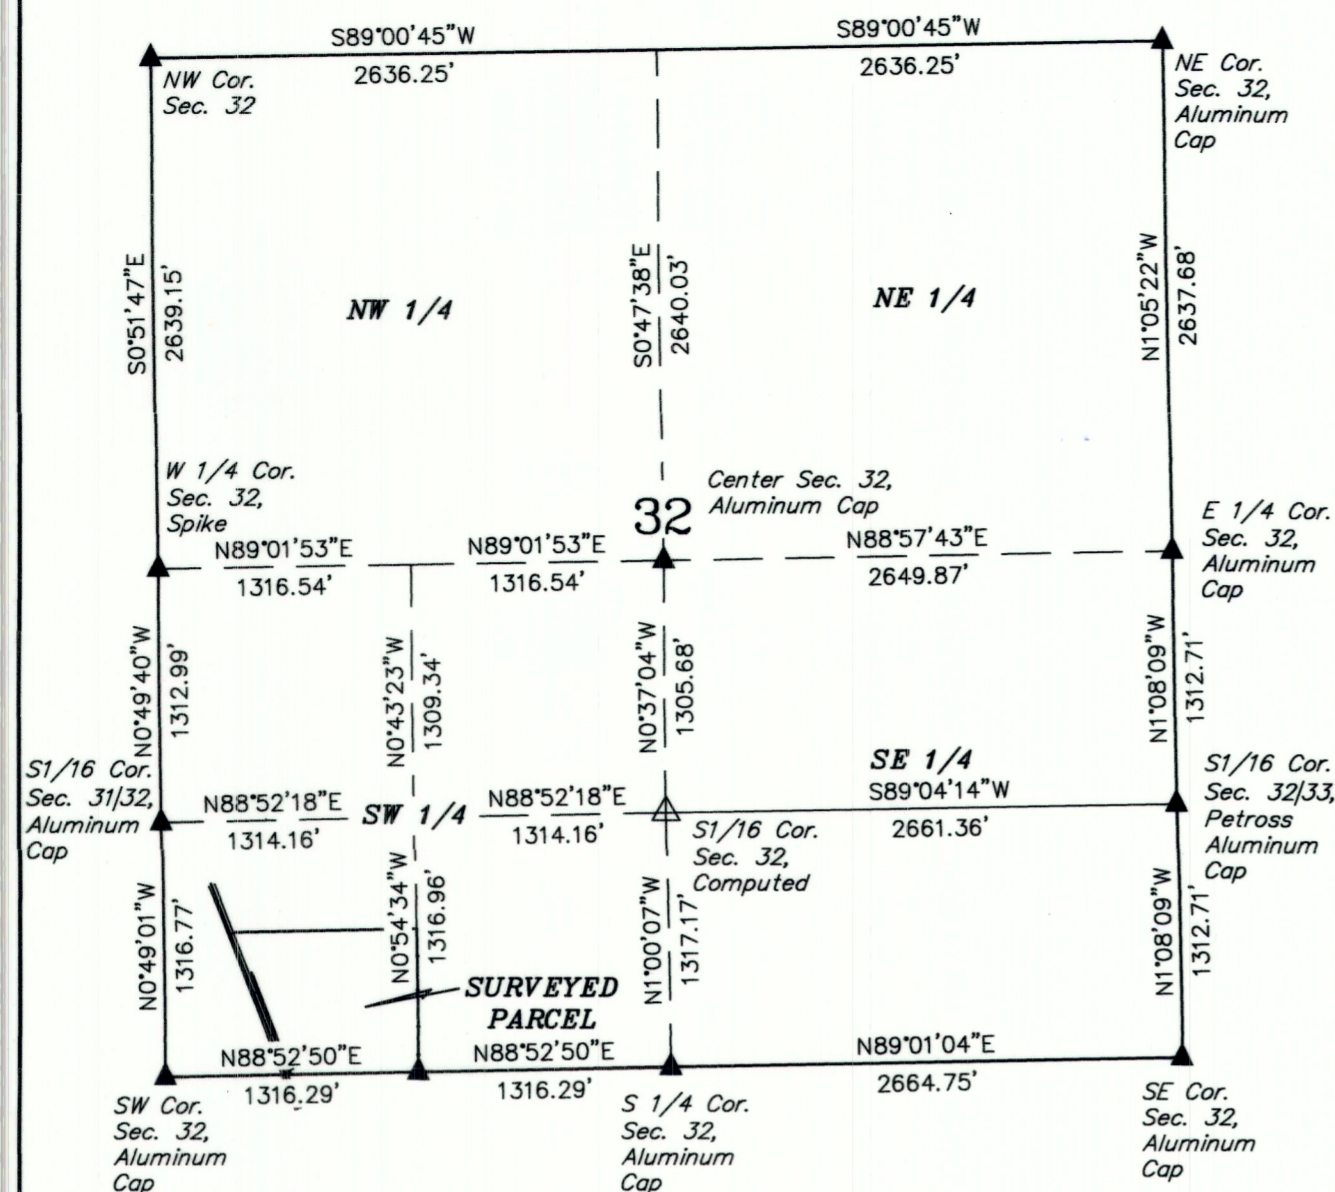 S89°00'45"W
2636.25'
S89°00'45"W
2636.25'
NW Cor.
Sec. 32
NE Cor.
Sec. 32,
Aluminum
Cap
S0°51'47"E
2639.15'
NW 1/4
S0°47'38"E
2640.03'
NE 1/4
N1°05'22"W
2637.68'
W 1/4 Cor.
Sec. 32,
Spike
32
Center Sec. 32,
Aluminum Cap
E 1/4 Cor.
Sec. 32,
Aluminum
Cap
N89°01'53"E
1316.54'
N89°01'53"E
1316.54'
N88°57'43"E
2649.87'
N0°49'40"W
1312.99'
N0°43'23"W
1309.34'
N0°37'04"W
1305.68'
N1°08'09"W
1312.71'
S1/16 Cor.
Sec. 31/32,
Aluminum
Cap
N88°52'18"E
1314.16'
SW 1/4
N88°52'18"E
1314.16'
SE 1/4
S89°04'14"W
2661.36'
S1/16 Cor.
Sec. 32,
Computed
S1/16 Cor.
Sec. 32/33,
Petross
Aluminum
Cap
N0°49'01"W
1316.77'
N0°54'34"W
1316.96'
N1°00'07"W
1317.17'
N1°08'09"W
1312.71'
SURVEYED
PARCEL
N88°52'50"E
1316.29'
N88°52'50"E
1316.29'
N89°01'04"E
2664.75'
SW Cor.
Sec. 32,
Aluminum
Cap
S 1/4 Cor.
Sec. 32,
Aluminum
Cap
SE Cor.
Sec. 32,
Aluminum
Cap